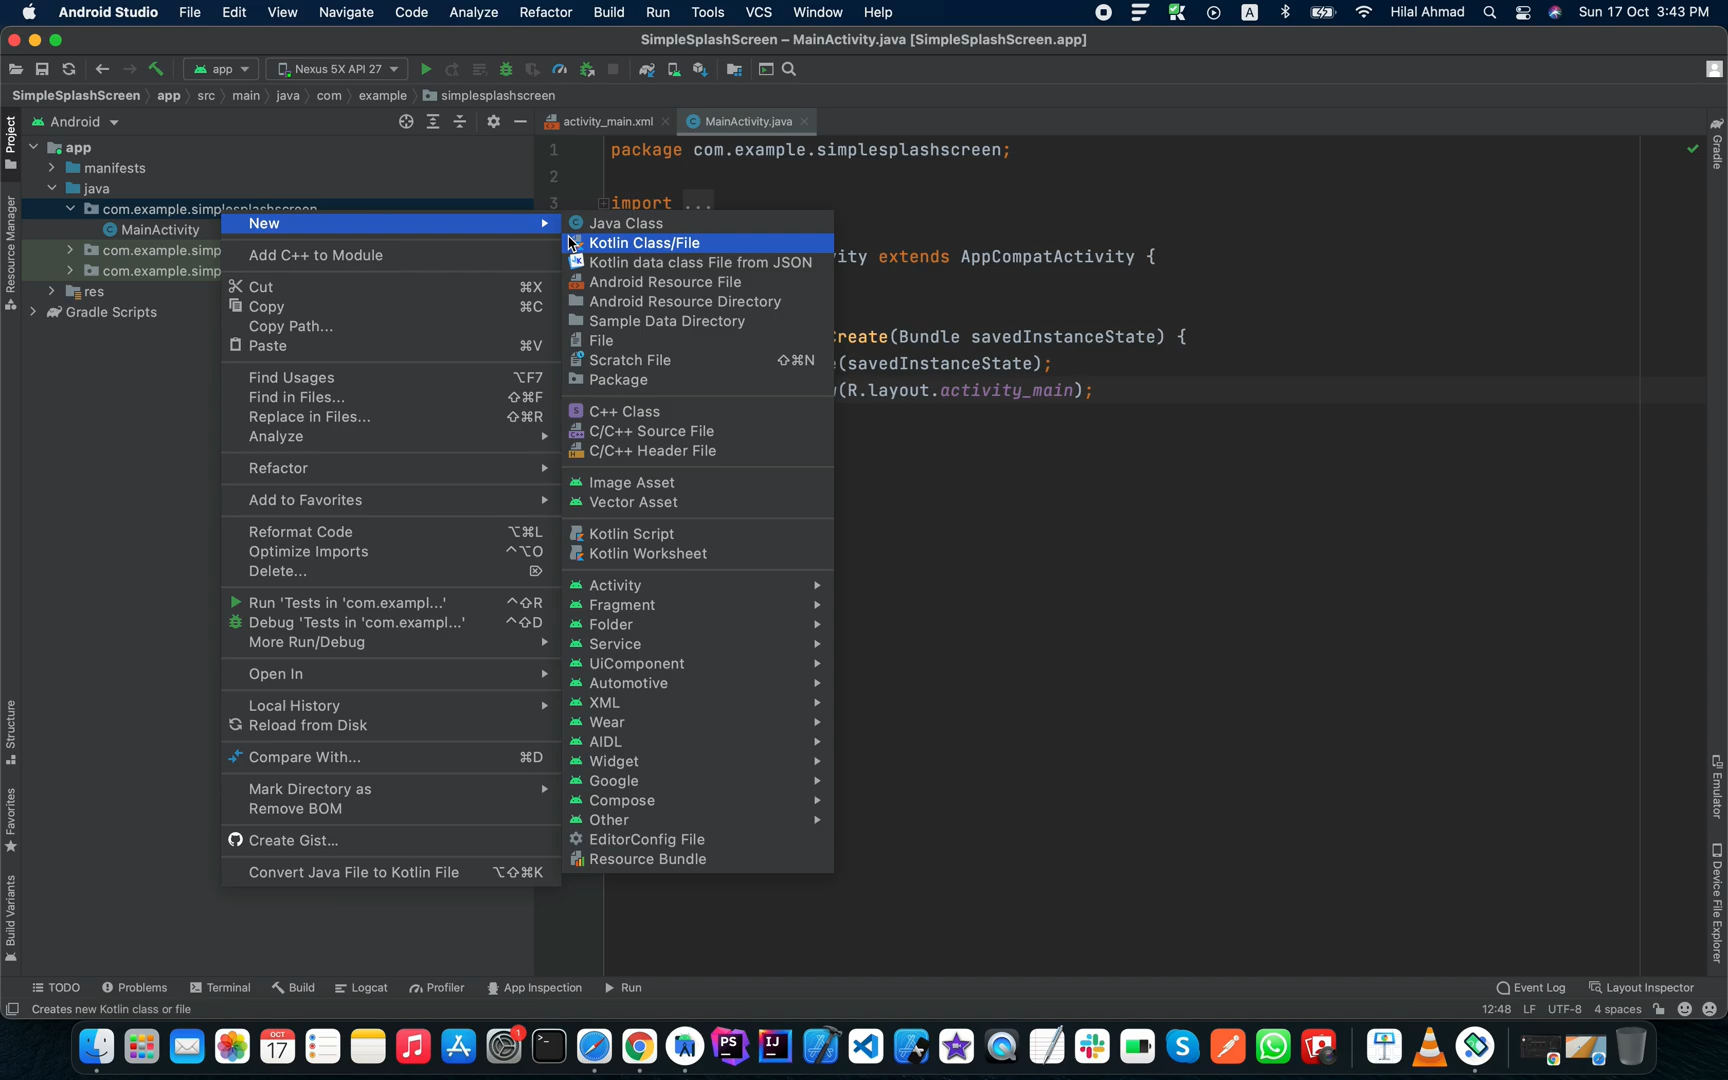 Android Studio File Edit View Navigate Code Analyze Refactor Build Run Tools VCS Window Help A Hilal Ahmad Sun 17 Oct 3:43 PM
SimpleSplashScreen – MainActivity.java [SimpleSplashScreen.app]
app Nexus 5X API 27
SimpleSplashScreen app src main java com example simplesplashscreen
Project
Resource Manager
Structure
Favorites
Build Variants
Android
app
manifests
java
com.example.simplesplashscreen
MainActivity
com.example.simp
com.example.simp
res
Gradle Scripts
activity_main.xml MainActivity.java
1 package com.example.simplesplashscreen;
2
3 import ...
ity extends AppCompatActivity {
reate(Bundle savedInstanceState) {
(savedInstanceState);
(R.layout.activity_main);
New
Add C++ to Module
Cut ⌘X
Copy ⌘C
Copy Path...
Paste ⌘V
Find Usages ⌥F7
Find in Files... ⇧⌘F
Replace in Files... ⇧⌘R
Analyze
Refactor
Add to Favorites
Reformat Code ⌥⌘L
Optimize Imports ^⌥O
Delete... ⌦
Run 'Tests in 'com.exampl...' ^⇧R
Debug 'Tests in 'com.exampl...' ^⇧D
More Run/Debug
Open In
Local History
Reload from Disk
Compare With... ⌘D
Mark Directory as
Remove BOM
Create Gist...
Convert Java File to Kotlin File ⌥⇧⌘K
Java Class
Kotlin Class/File
Kotlin data class File from JSON
Android Resource File
Android Resource Directory
Sample Data Directory
File
Scratch File ⇧⌘N
Package
C++ Class
C/C++ Source File
C/C++ Header File
Image Asset
Vector Asset
Kotlin Script
Kotlin Worksheet
Activity
Fragment
Folder
Service
UiComponent
Automotive
XML
Wear
AIDL
Widget
Google
Compose
Other
EditorConfig File
Resource Bundle
Gradle
Emulator
Device File Explorer
TODO Problems Terminal Build Logcat Profiler App Inspection Run Event Log Layout Inspector
Creates new Kotlin class or file 12:48 LF UTF-8 4 spaces
OCT
17
1
PS
IJ